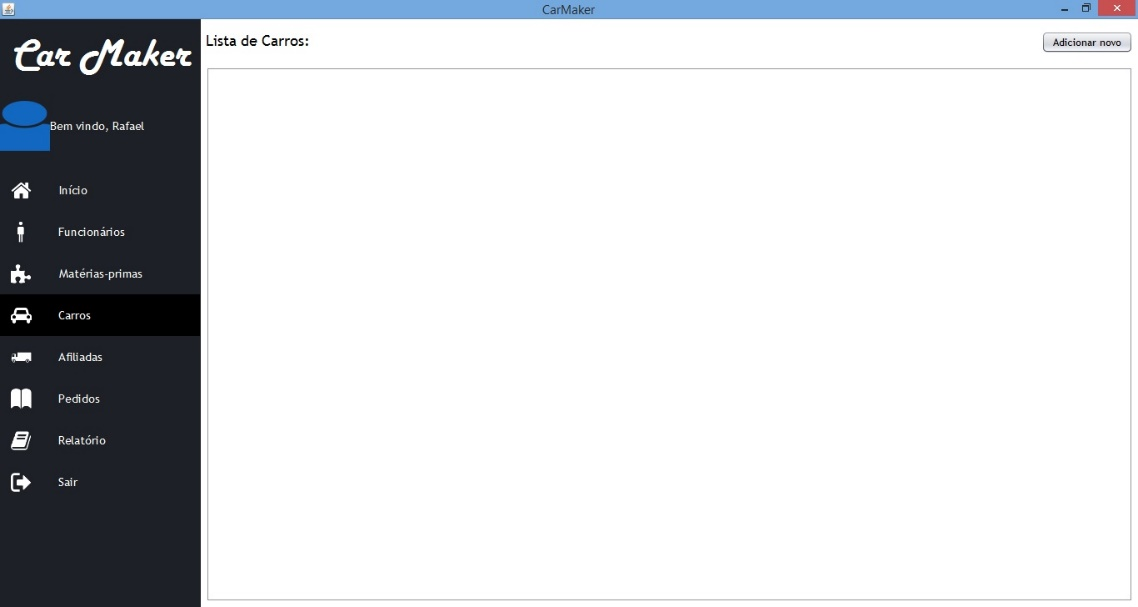 CarMaker
Car Maker
Lista de Carros:
Adicionar novo
Bem vindo, Rafael
Início
Funcionários
Matérias-primas
Carros
Afiliadas
Pedidos
Relatório
Sair